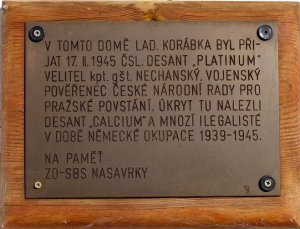 V TOMTO DOMĚ LAD. KORÁBKA BYL PŘI-
JAT 17. II. 1945 ČSL. DESANT „PLATINUM"
VELITEL kpt. gšt. NECHANSKÝ, VOJENSKÝ
POVĚŘENEC ČESKÉ NÁRODNÍ RADY PRO
PRAŽSKÉ POVSTÁNÍ. ÚKRYT TU NALEZLI
DESANT „CALCIUM" A MNOZÍ ILEGALISTÉ
V DOBĚ NĚMECKÉ OKUPACE 1939-1945.
NA PAMĚŤ
ZO-SBS NASAVRKY